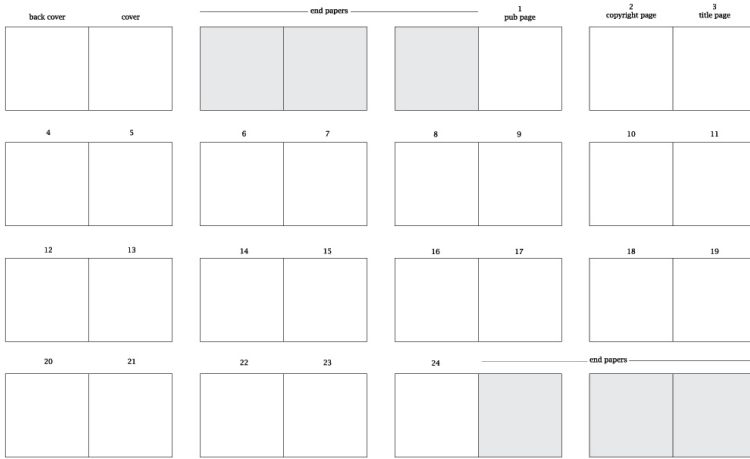 back cover cover end papers 1 2 3
pub page copyright page title page
4 5 6 7 8 9 10 11
12 13 14 15 16 17 18 19
20 21 22 23 24 end papers